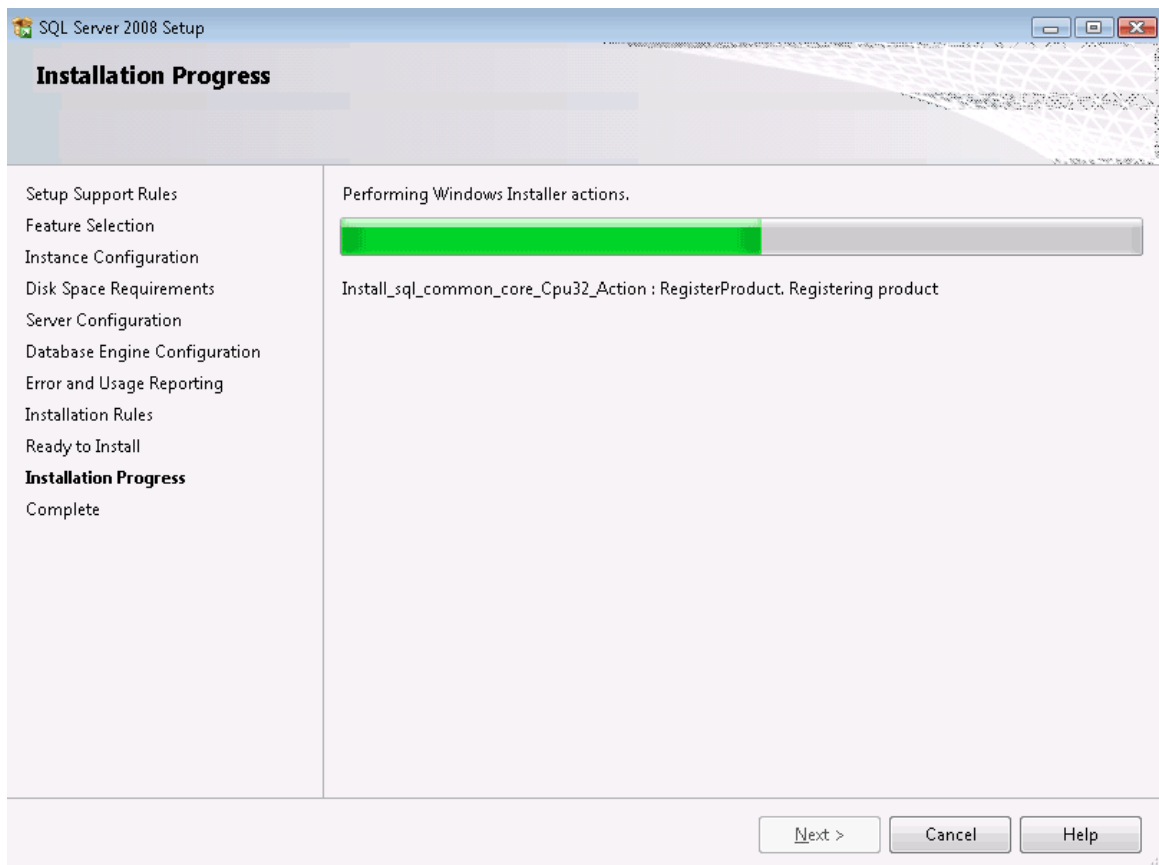 SQL Server 2008 Setup
Installation Progress
Setup Support Rules
Feature Selection
Instance Configuration
Disk Space Requirements
Server Configuration
Database Engine Configuration
Error and Usage Reporting
Installation Rules
Ready to Install
Installation Progress
Complete
Performing Windows Installer actions.
Install_sql_common_core_Cpu32_Action : RegisterProduct. Registering product
Next >
Cancel
Help